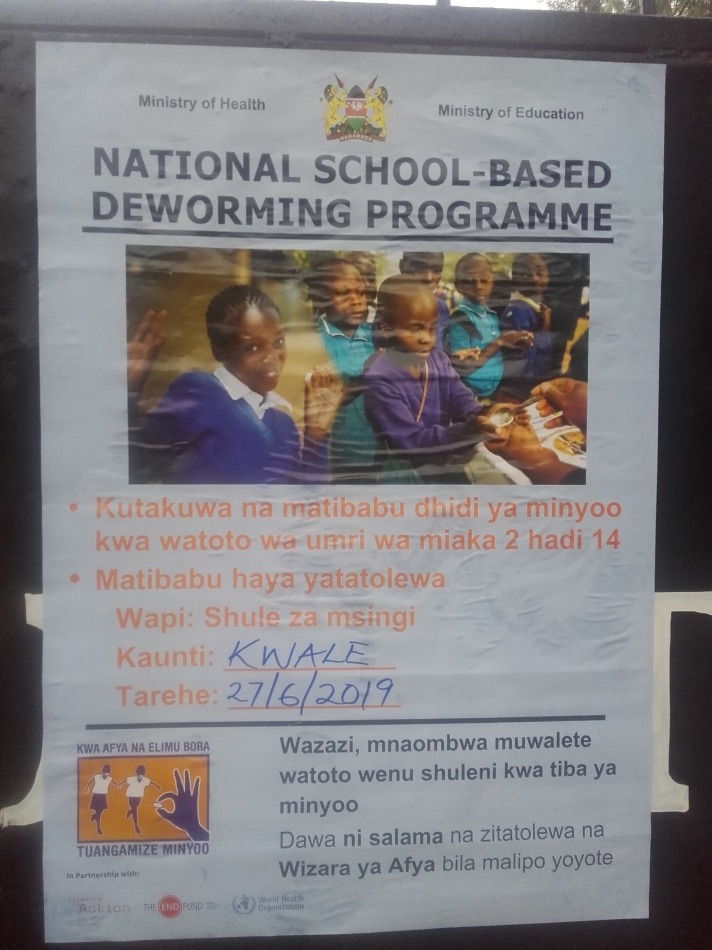 Ministry of Health
Ministry of Education
HARAMBEE
NATIONAL SCHOOL-BASED
DEWORMING PROGRAMME
• Kutakuwa na matibabu dhidi ya minyoo
kwa watoto wa umri wa miaka 2 hadi 14
• Matibabu haya yatatolewa
Wapi: Shule za msingi
Kaunti: KWALE
Tarehe: 27/6/2019
KWA AFYA NA ELIMU BORA
TUANGAMIZE MINYOO
Wazazi, mnaombwa muwalete
watoto wenu shuleni kwa tiba ya
minyoo
Dawa ni salama na zitatolewa na
Wizara ya Afya bila malipo yoyote
In Partnership with:
Action
THE END FUND
World Health
Organization